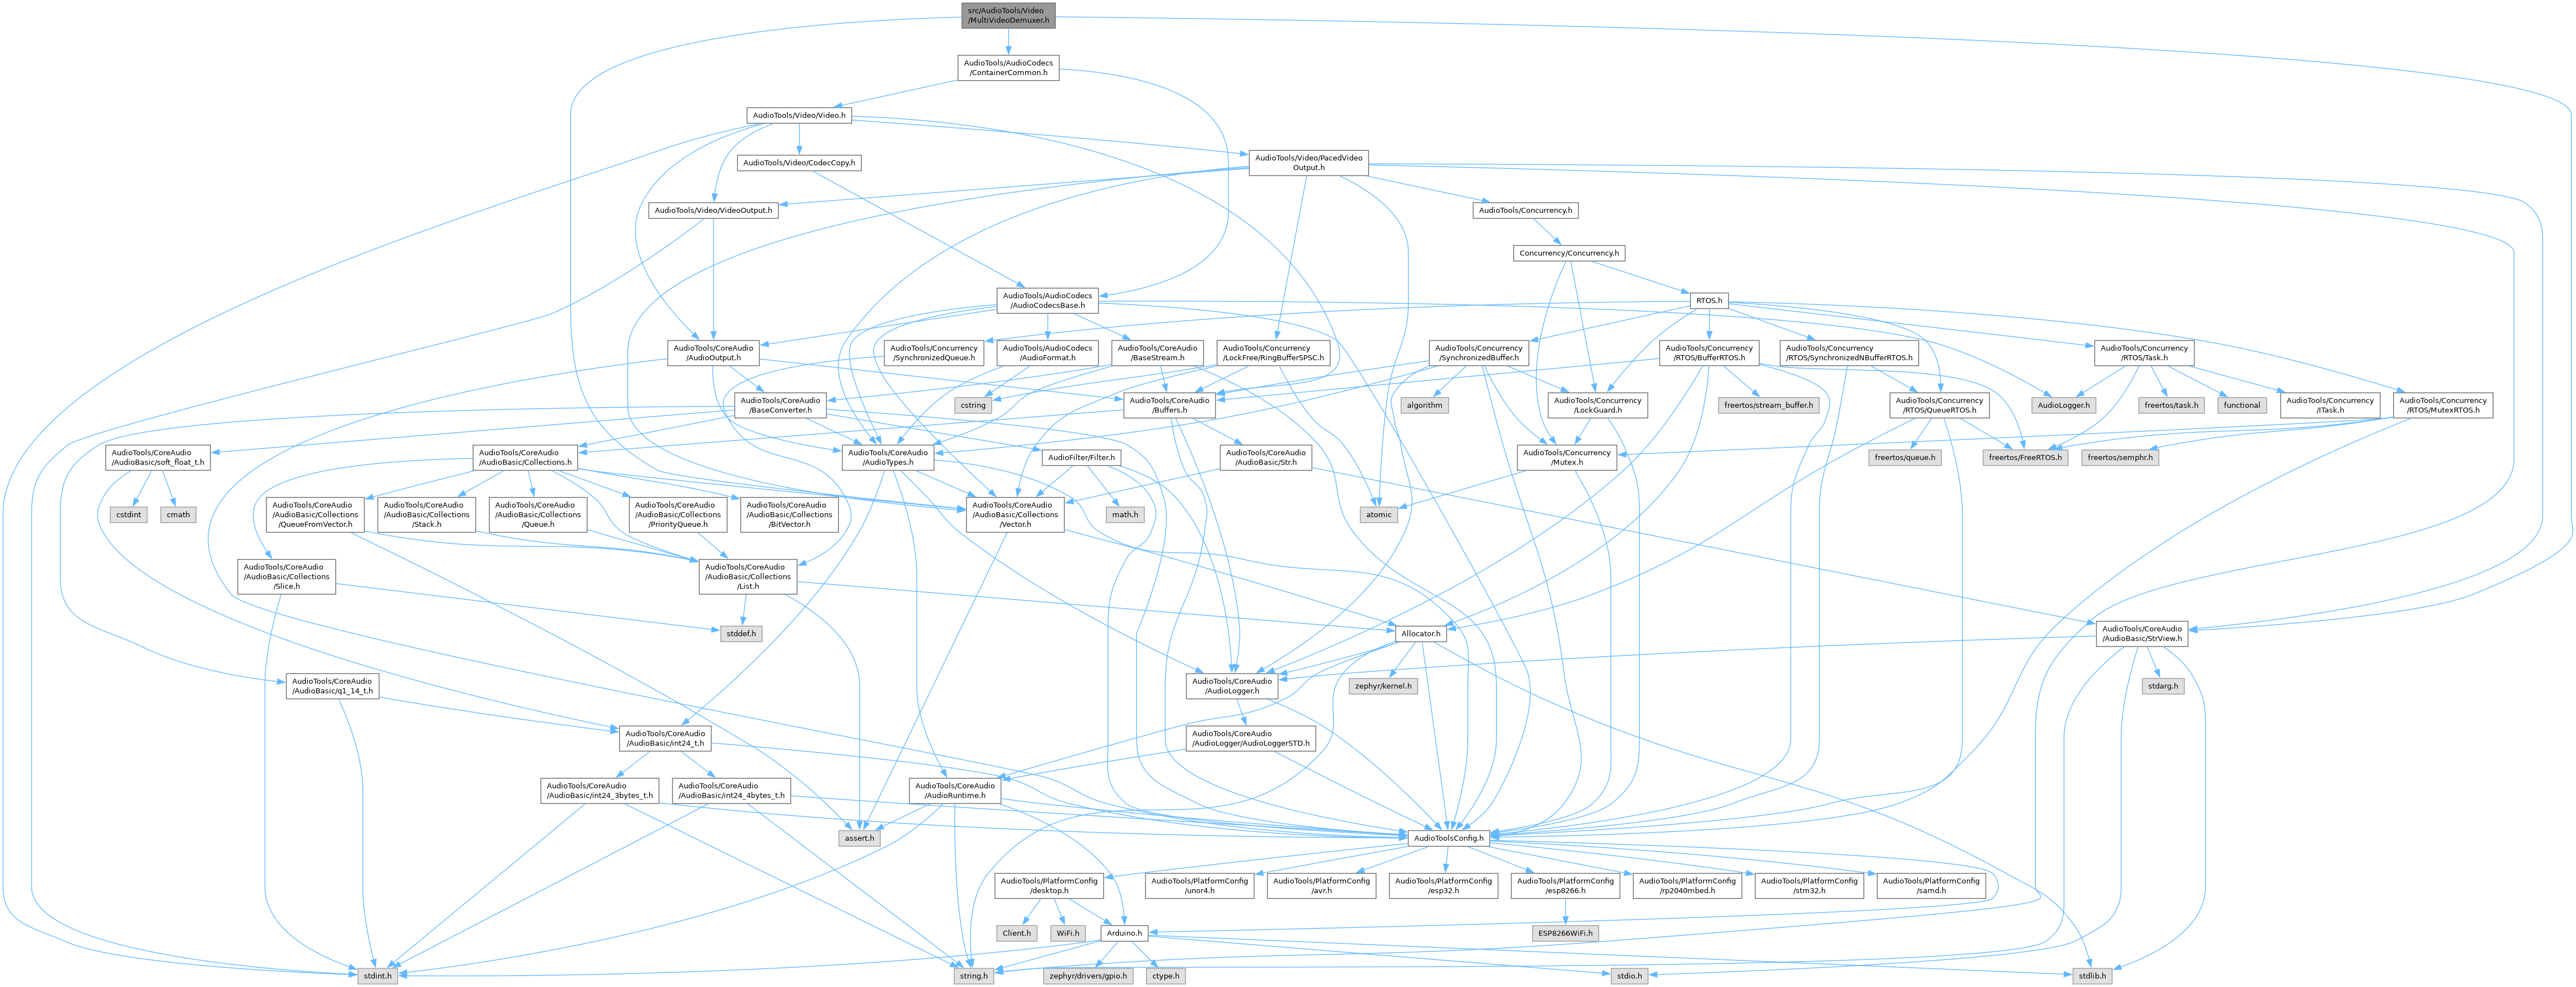 src/AudioTools/Video
/MultiVideoDemuxer.h
AudioTools/AudioCodecs
/ContainerCommon.h
AudioTools/Video/Video.h
AudioTools/Video/CodecCopy.h
AudioTools/Video/PacedVideo
Output.h
AudioTools/Video/VideoOutput.h
AudioTools/Concurrency.h
Concurrency/Concurrency.h
AudioTools/AudioCodecs
/AudioCodecsBase.h
RTOS.h
AudioTools/CoreAudio
/AudioOutput.h
AudioTools/Concurrency
/SynchronizedQueue.h
AudioTools/AudioCodecs
/AudioFormat.h
AudioTools/CoreAudio
/BaseStream.h
AudioTools/Concurrency
/LockFree/RingBufferSPSC.h
AudioTools/Concurrency
/SynchronizedBuffer.h
AudioTools/Concurrency
/RTOS/BufferRTOS.h
AudioTools/Concurrency
/RTOS/SynchronizedNBufferRTOS.h
AudioTools/Concurrency
/RTOS/Task.h
AudioTools/CoreAudio
/BaseConverter.h
cstring
AudioTools/CoreAudio
/Buffers.h
algorithm
AudioTools/Concurrency
/LockGuard.h
freertos/stream_buffer.h
AudioTools/Concurrency
/RTOS/QueueRTOS.h
AudioLogger.h
freertos/task.h
functional
AudioTools/Concurrency
/ITask.h
AudioTools/Concurrency
/RTOS/MutexRTOS.h
AudioTools/CoreAudio
/AudioBasic/soft_float_t.h
AudioTools/CoreAudio
/AudioBasic/Collections.h
AudioTools/CoreAudio
/AudioTypes.h
AudioFilter/Filter.h
AudioTools/CoreAudio
/AudioBasic/Str.h
AudioTools/Concurrency
/Mutex.h
freertos/queue.h
freertos/FreeRTOS.h
freertos/semphr.h
cstdint
cmath
AudioTools/CoreAudio
/AudioBasic/Collections
/QueueFromVector.h
AudioTools/CoreAudio
/AudioBasic/Collections
/Stack.h
AudioTools/CoreAudio
/AudioBasic/Collections
/Queue.h
AudioTools/CoreAudio
/AudioBasic/Collections
/PriorityQueue.h
AudioTools/CoreAudio
/AudioBasic/Collections
/BitVector.h
AudioTools/CoreAudio
/AudioBasic/Collections
/Vector.h
math.h
atomic
AudioTools/CoreAudio
/AudioBasic/Collections
/Slice.h
AudioTools/CoreAudio
/AudioBasic/Collections
/List.h
stddef.h
Allocator.h
AudioTools/CoreAudio
/AudioBasic/StrView.h
AudioTools/CoreAudio
/AudioBasic/q1_14_t.h
AudioTools/CoreAudio
/AudioLogger.h
zephyr/kernel.h
stdarg.h
AudioTools/CoreAudio
/AudioBasic/int24_t.h
AudioTools/CoreAudio
/AudioLogger/AudioLoggerSTD.h
AudioTools/CoreAudio
/AudioBasic/int24_3bytes_t.h
AudioTools/CoreAudio
/AudioBasic/int24_4bytes_t.h
AudioTools/CoreAudio
/AudioRuntime.h
assert.h
AudioToolsConfig.h
AudioTools/PlatformConfig
/desktop.h
AudioTools/PlatformConfig
/unor4.h
AudioTools/PlatformConfig
/avr.h
AudioTools/PlatformConfig
/esp32.h
AudioTools/PlatformConfig
/esp8266.h
AudioTools/PlatformConfig
/rp2040mbed.h
AudioTools/PlatformConfig
/stm32.h
AudioTools/PlatformConfig
/samd.h
Client.h
WiFi.h
Arduino.h
ESP8266WiFi.h
stdint.h
string.h
zephyr/drivers/gpio.h
ctype.h
stdio.h
stdlib.h